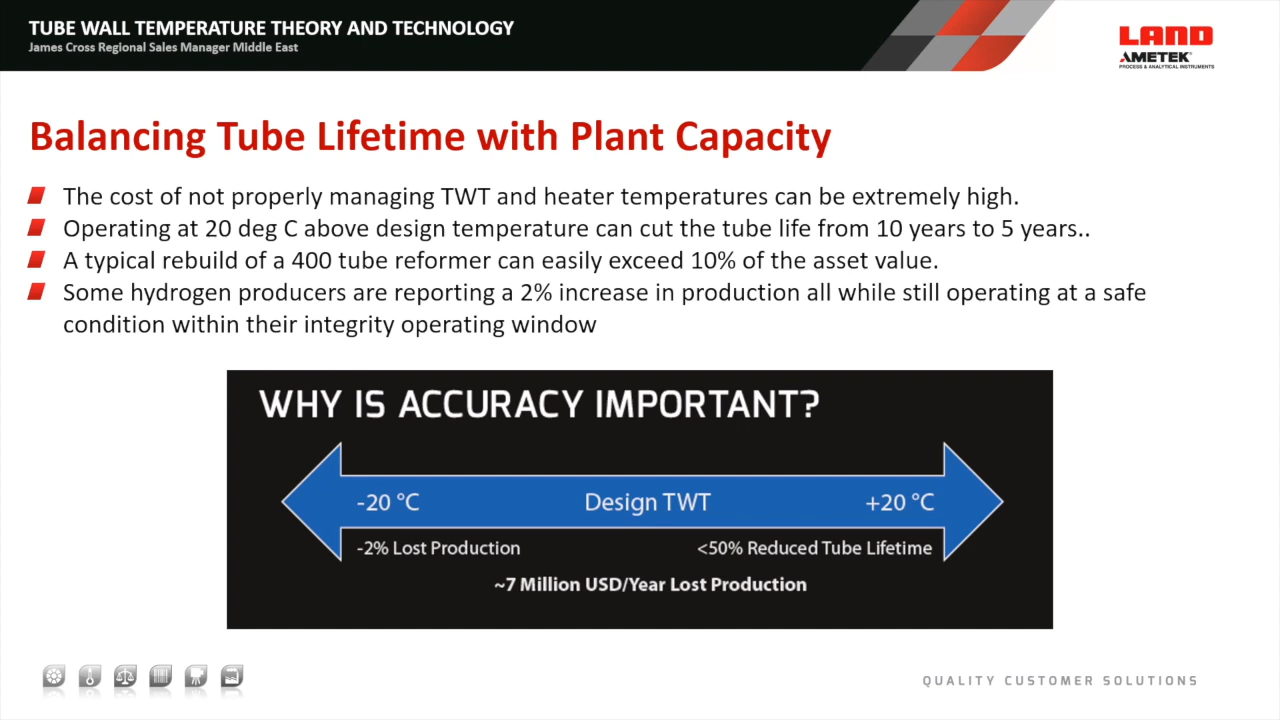 TUBE WALL TEMPERATURE THEORY AND TECHNOLOGY
James Cross Regional Sales Manager Middle East
LAND
AMETEK®
PROCESS & ANALYTICAL INSTRUMENTS
Balancing Tube Lifetime with Plant Capacity
The cost of not properly managing TWT and heater temperatures can be extremely high.
Operating at 20 deg C above design temperature can cut the tube life from 10 years to 5 years..
A typical rebuild of a 400 tube reformer can easily exceed 10% of the asset value.
Some hydrogen producers are reporting a 2% increase in production all while still operating at a safe
condition within their integrity operating window
WHY IS ACCURACY IMPORTANT?
-20 °C Design TWT +20 °C
-2% Lost Production <50% Reduced Tube Lifetime
~7 Million USD/Year Lost Production
QUALITY CUSTOMER SOLUTIONS